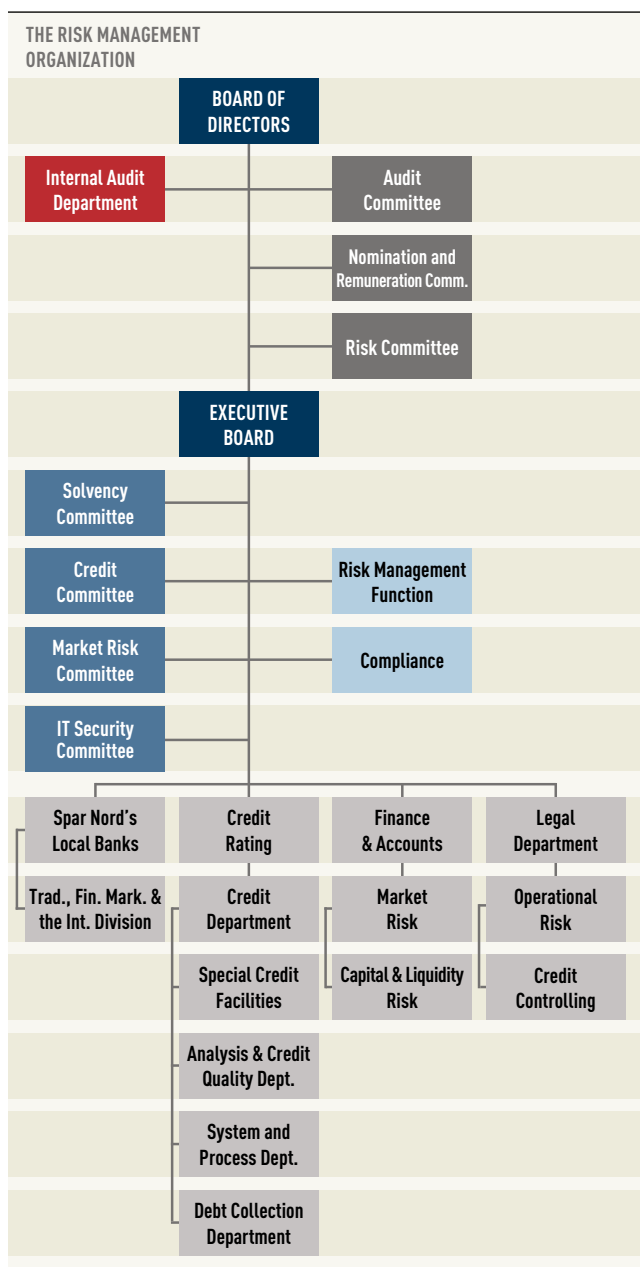 THE RISK MANAGEMENT
ORGANIZATION
BOARD OF
DIRECTORS
Internal Audit
Department
Audit
Committee
Nomination and
Remuneration Comm.
Risk Committee
EXECUTIVE
BOARD
Solvency
Committee
Credit
Committee
Risk Management
Function
Market Risk
Committee
Compliance
IT Security
Committee
Spar Nord's
Local Banks
Credit
Rating
Finance
& Accounts
Legal
Department
Trad., Fin. Mark. &
the Int. Division
Credit
Department
Market
Risk
Operational
Risk
Special Credit
Facilities
Capital & Liquidity
Risk
Credit
Controlling
Analysis & Credit
Quality Dept.
System and
Process Dept.
Debt Collection
Department